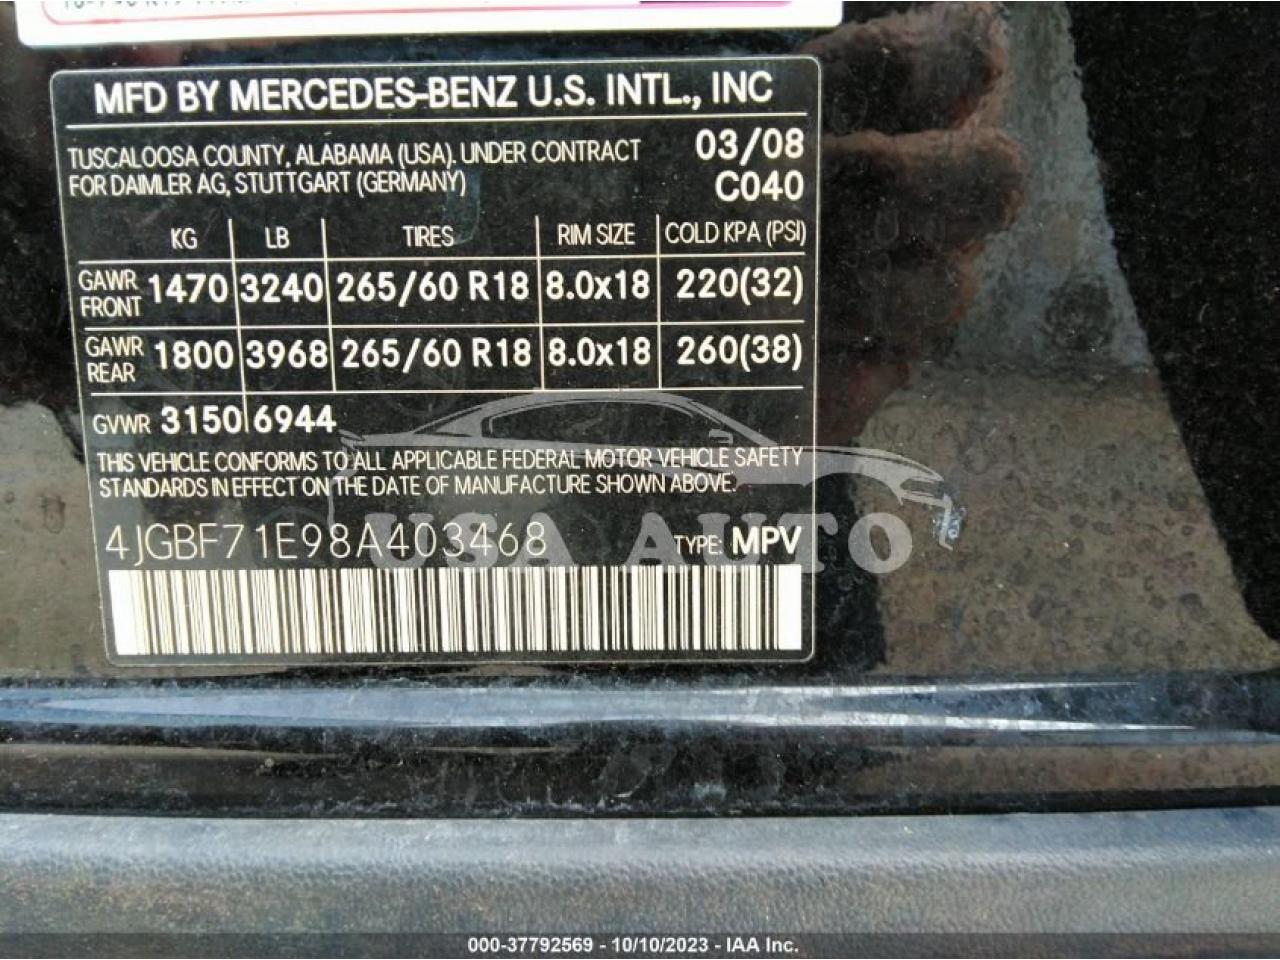 MFD BY MERCEDES-BENZ U.S. INTL., INC
TUSCALOOSA COUNTY, ALABAMA (USA). UNDER CONTRACT 03/08
FOR DAIMLER AG, STUTTGART (GERMANY) C040
KG LB TIRES RIM SIZE COLD KPA (PSI)
GAWR FRONT 1470 3240 265/60 R18 8.0x18 220(32)
GAWR REAR 1800 3968 265/60 R18 8.0x18 260(38)
GVWR 3150 6944
THIS VEHICLE CONFORMS TO ALL APPLICABLE FEDERAL MOTOR VEHICLE SAFETY
STANDARDS IN EFFECT ON THE DATE OF MANUFACTURE SHOWN ABOVE.
4JGBF71E98A403468 TYPE: MPV
USA AUTO
000-37792569 - 10/10/2023 - IAA Inc.